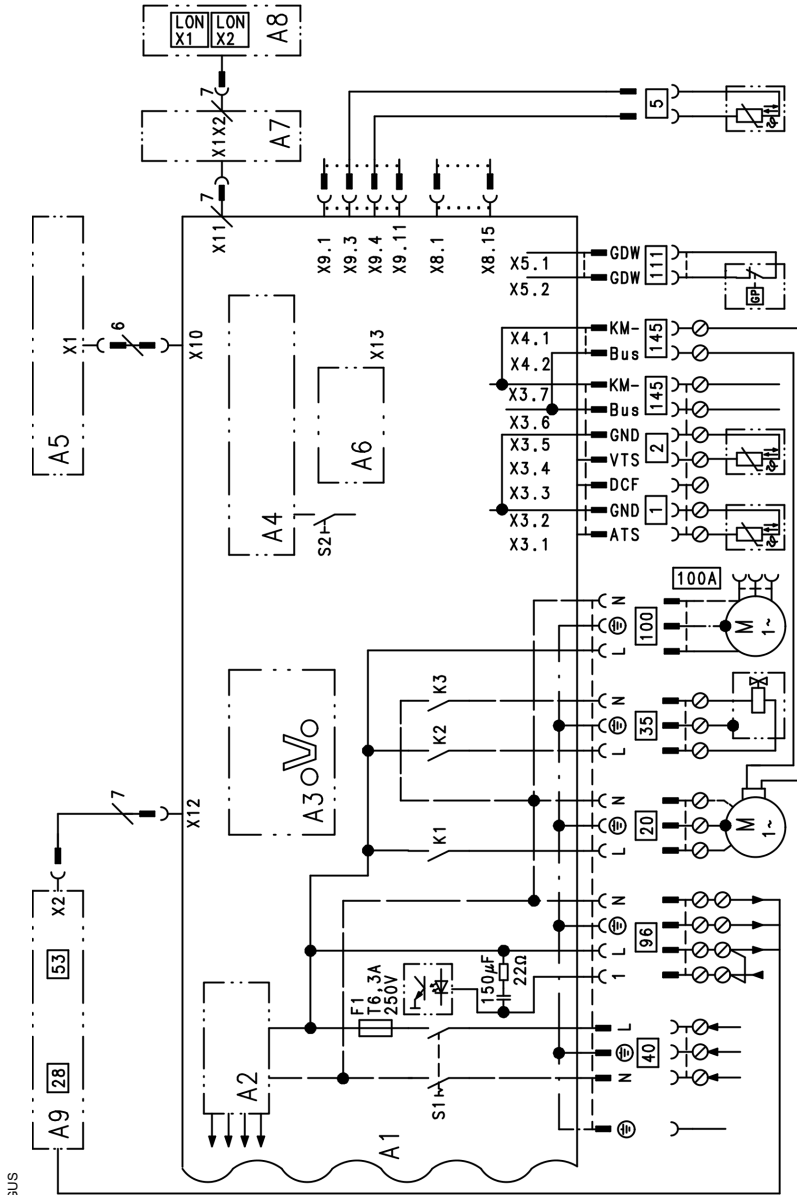 LON X1
LON X2
A8
7
X1
X2
A7
7
X11
A5
X1
6
X10
A9
28
53
X2
7
X12
X9.1
X9.3
X9.4
X9.11
X8.1
X8.15
5
A4
A6
X13
S2
A3
A2
A1
S1
F1
T6,3A
250V
150µF
22Ω
K1
K2
K3
X5.1
X5.2
X4.1
X4.2
X3.7
X3.6
X3.5
X3.4
X3.3
X3.2
X3.1
GDW
GDW
111
GP
KM-
Bus
145
KM-
Bus
145
GND
VTS
2
DCF
GND
ATS
1
N
L
100
100A
M
1~
N
L
35
N
L
20
M
1~
N
L
1
96
L
N
40
ϑ
ϑ
ϑ
GUS